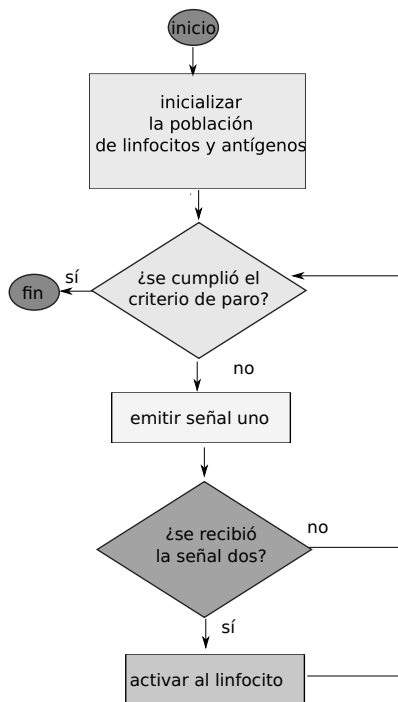 inicio
inicializar
la población
de linfocitos y antígenos
¿se cumplió el
criterio de paro?
sí
fin
no
emitir señal uno
¿se recibió
la señal dos?
no
sí
activar al linfocito